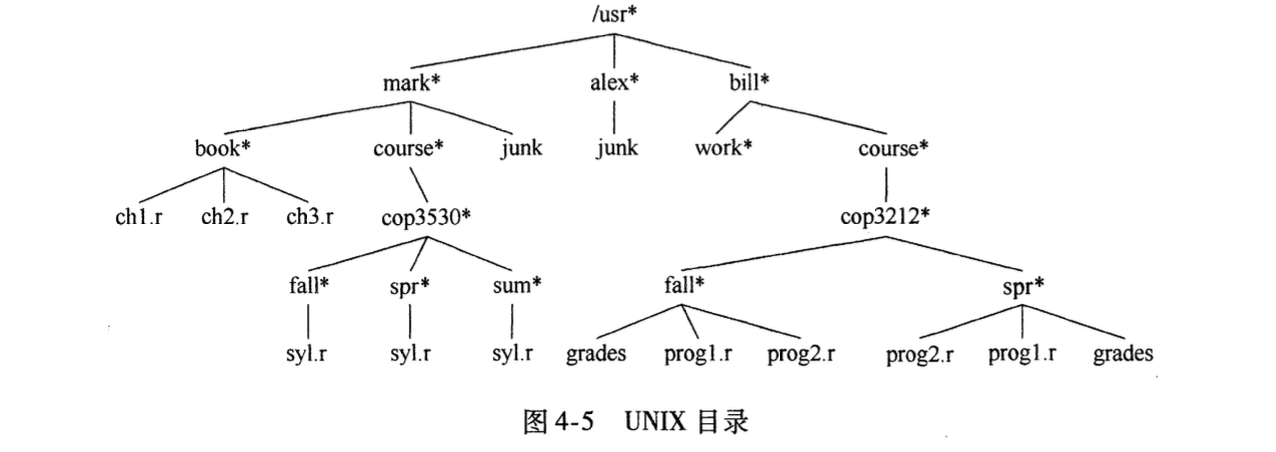 /usr*
mark* alex* bill*
book* course* junk junk work* course*
ch1.r ch2.r ch3.r cop3530* cop3212*
fall* spr* sum* fall* spr*
syl.r syl.r syl.r grades prog1.r prog2.r prog2.r prog1.r grades
图4-5 UNIX 目录